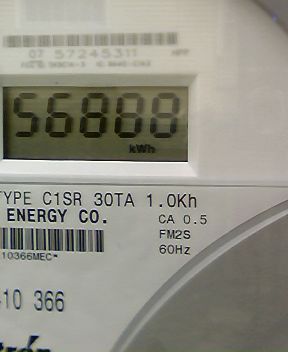 07 57245311
56888
kWh
TYPE C1SR 30TA 1.0Kh
ENERGY CO.
CA 0.5
FM2S
60Hz
10366MEC*
10 366